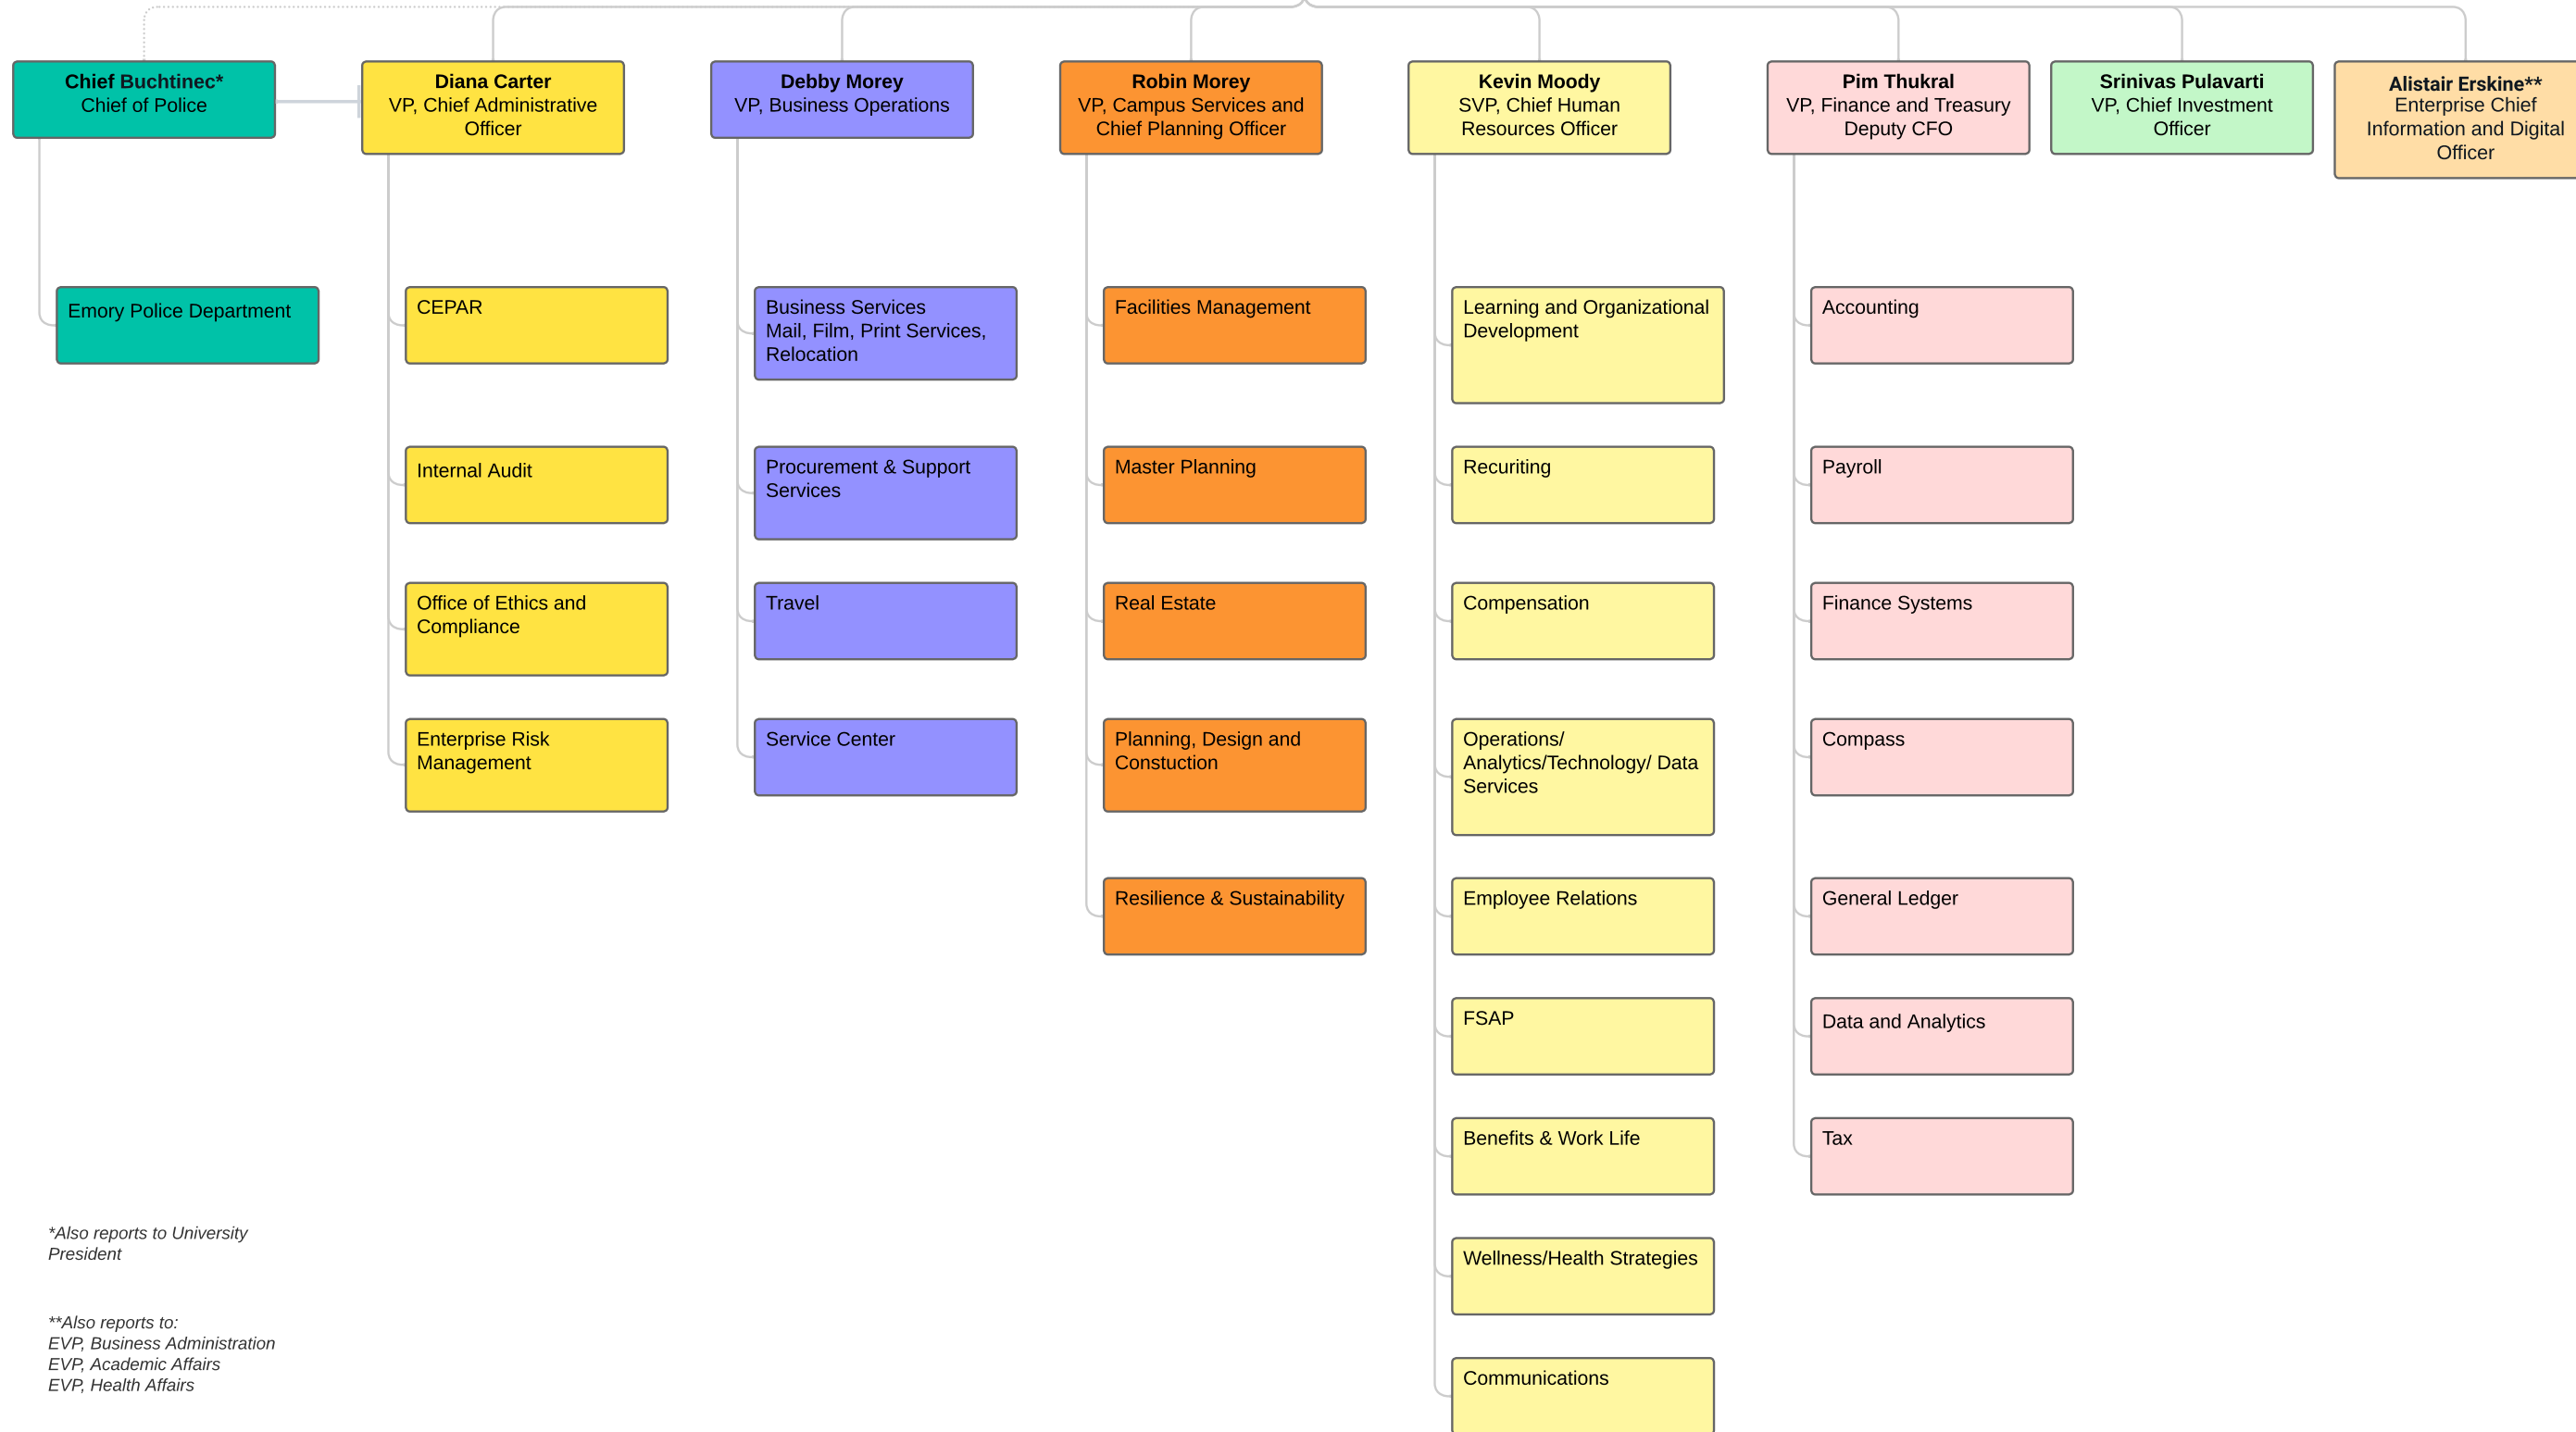 Chief Buchtinec*
Chief of Police
Diana Carter
VP, Chief Administrative
Officer
Debby Morey
VP, Business Operations
Robin Morey
VP, Campus Services and
Chief Planning Officer
Kevin Moody
SVP, Chief Human
Resources Officer
Pim Thukral
VP, Finance and Treasury
Deputy CFO
Srinivas Pulavarti
VP, Chief Investment
Officer
Alistair Erskine**
Enterprise Chief
Information and Digital
Officer
Emory Police Department
CEPAR
Internal Audit
Office of Ethics and
Compliance
Enterprise Risk
Management
Business Services
Mail, Film, Print Services,
Relocation
Procurement & Support
Services
Travel
Service Center
Facilities Management
Master Planning
Real Estate
Planning, Design and
Constuction
Resilience & Sustainability
Learning and Organizational
Development
Recuriting
Compensation
Operations/
Analytics/Technology/ Data
Services
Employee Relations
FSAP
Benefits & Work Life
Wellness/Health Strategies
Communications
Accounting
Payroll
Finance Systems
Compass
General Ledger
Data and Analytics
Tax
*Also reports to University
President
**Also reports to:
EVP, Business Administration
EVP, Academic Affairs
EVP, Health Affairs